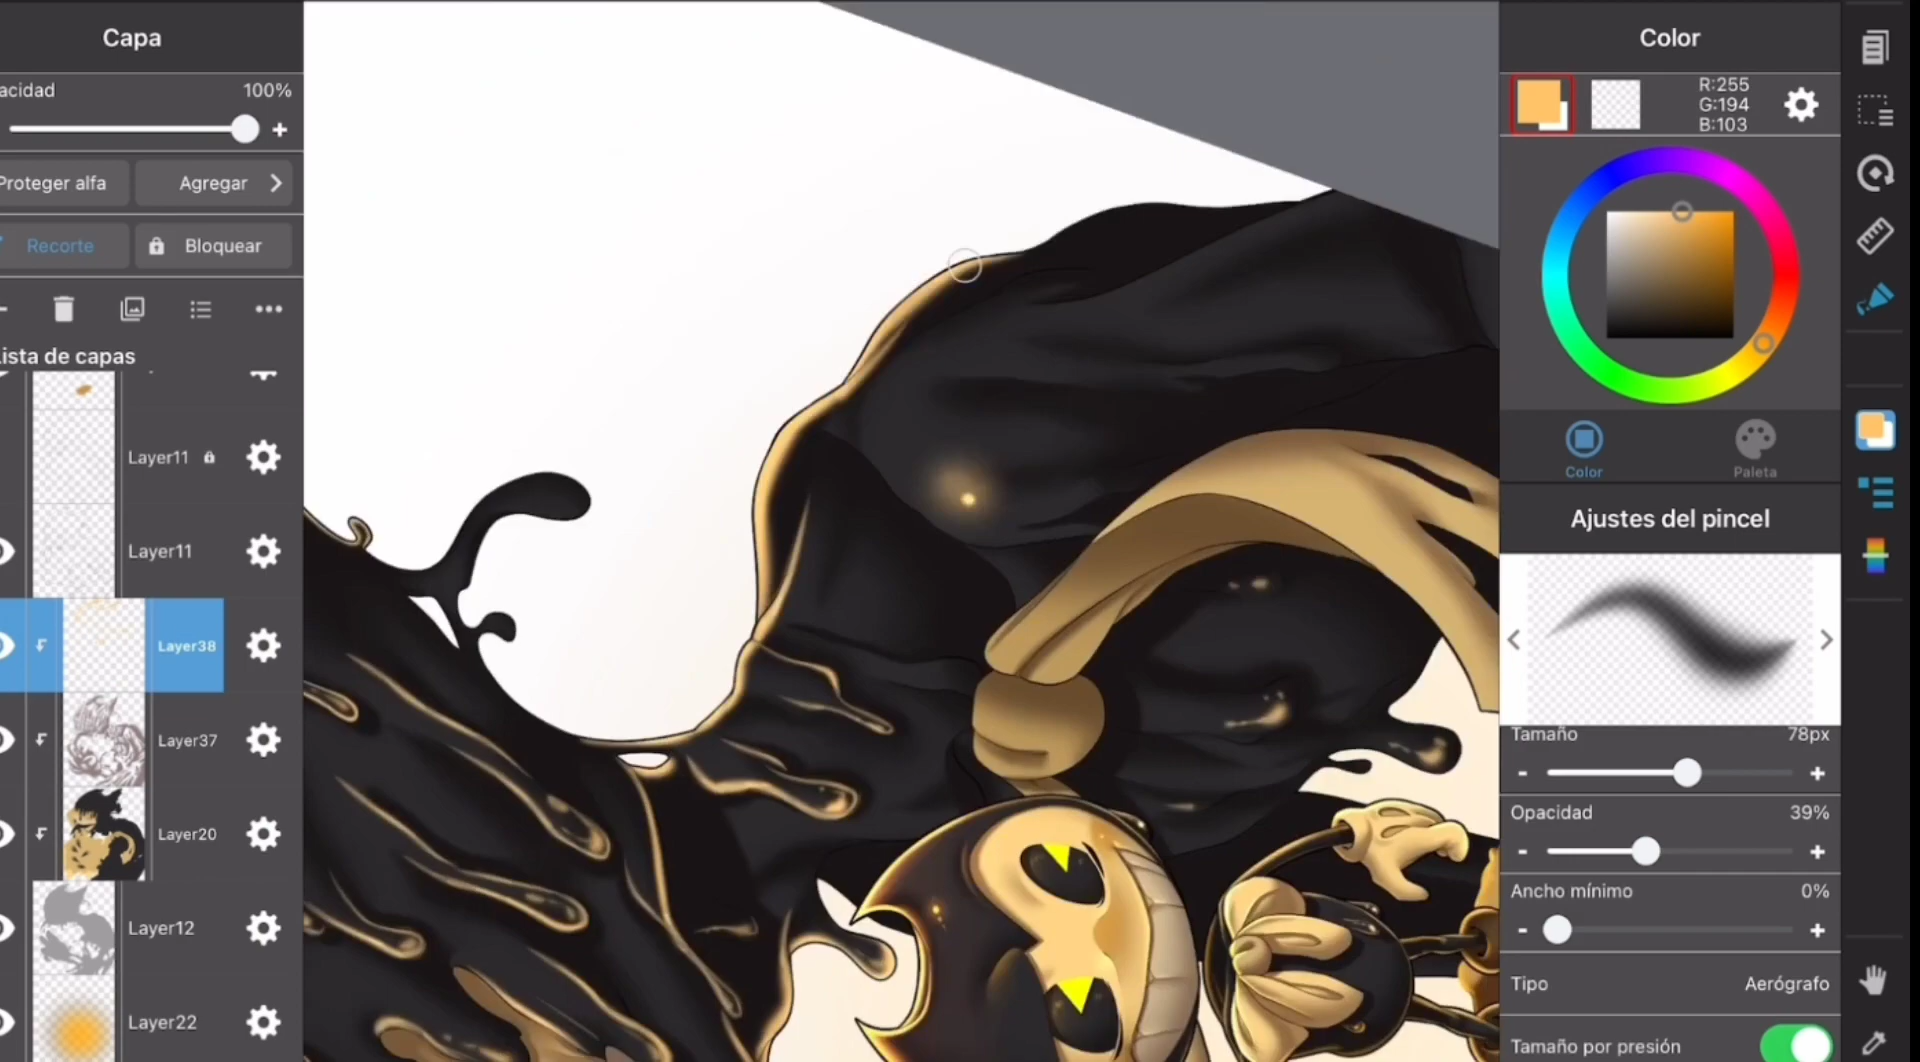 Capa
acidad 100%
+
Proteger alfa Agregar
Recorte Bloquear
ista de capas
Layer11
Layer11
Layer38
Layer37
Layer20
Layer12
Layer22
Color
R:255
G:194
B:103
Color Paleta
Ajustes del pincel
Tamaño 78px
- +
Opacidad 39%
- +
Ancho mínimo 0%
- +
Tipo Aerógrafo
Tamaño por presión